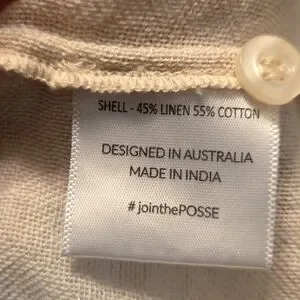 SHELL - 45% LINEN 55% COTTON
DESIGNED IN AUSTRALIA
MADE IN INDIA
# jointhePOSSE